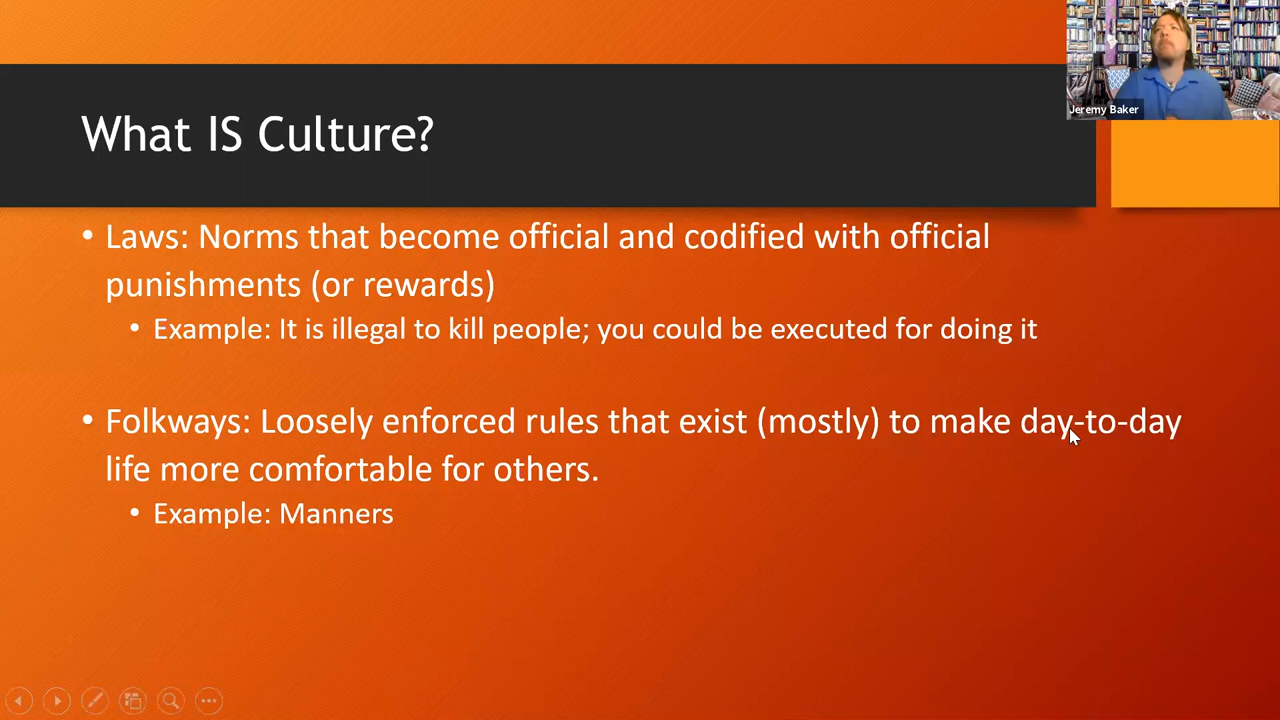 Jeremy Baker
What IS Culture?
• Laws: Norms that become official and codified with official
punishments (or rewards)
• Example: It is illegal to kill people; you could be executed for doing it
• Folkways: Loosely enforced rules that exist (mostly) to make day-to-day
life more comfortable for others.
• Example: Manners